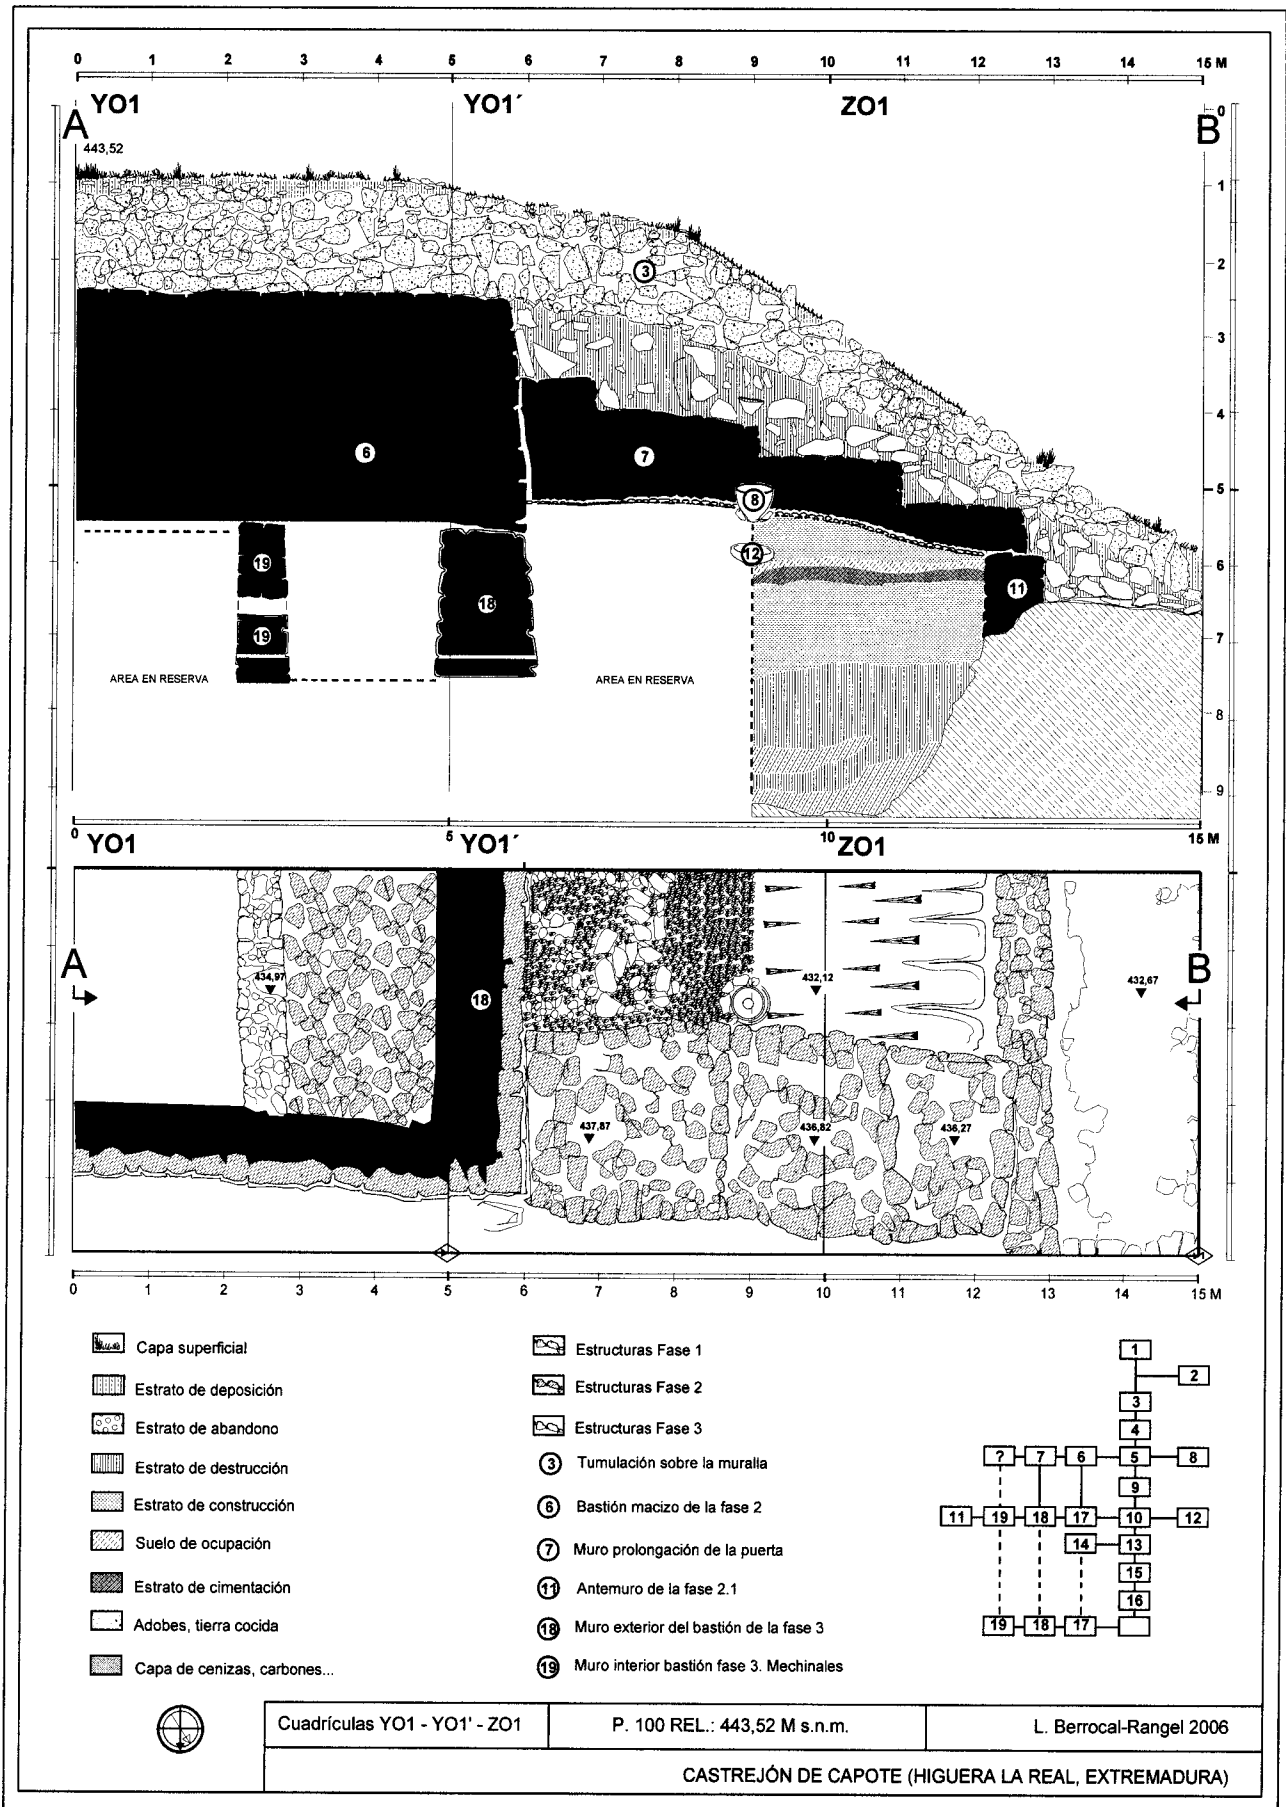 0 1 2 3 4 5 6 7 8 9 10 11 12 13 14 15 M
YO1 YO1´ ZO1
A B
443,52
0
1
2
3
4
5
6
7
8
9
3
6
7
8
12
11
19
18
19
AREA EN RESERVA AREA EN RESERVA
0 5 10 15 M
YO1 YO1´ ZO1
A B
434,97
18
432,12
432,67
437,87
436,82
436,27
0 1 2 3 4 5 6 7 8 9 10 11 12 13 14 15 M
Capa superficial
Estrato de deposición
Estrato de abandono
Estrato de destrucción
Estrato de construcción
Suelo de ocupación
Estrato de cimentación
Adobes, tierra cocida
Capa de cenizas, carbones...
Estructuras Fase 1
Estructuras Fase 2
Estructuras Fase 3
3 Tumulación sobre la muralla
6 Bastión macizo de la fase 2
7 Muro prolongación de la puerta
11 Antemuro de la fase 2.1
18 Muro exterior del bastión de la fase 3
19 Muro interior bastión fase 3. Mechinales
1
2
3
4
? 7 6 5 8
9
11 19 18 17 10 12
14 13
15
16
19 18 17
Cuadrículas YO1 - YO1' - ZO1
P. 100 REL.: 443,52 M s.n.m.
L. Berrocal-Rangel 2006
CASTREJÓN DE CAPOTE (HIGUERA LA REAL, EXTREMADURA)